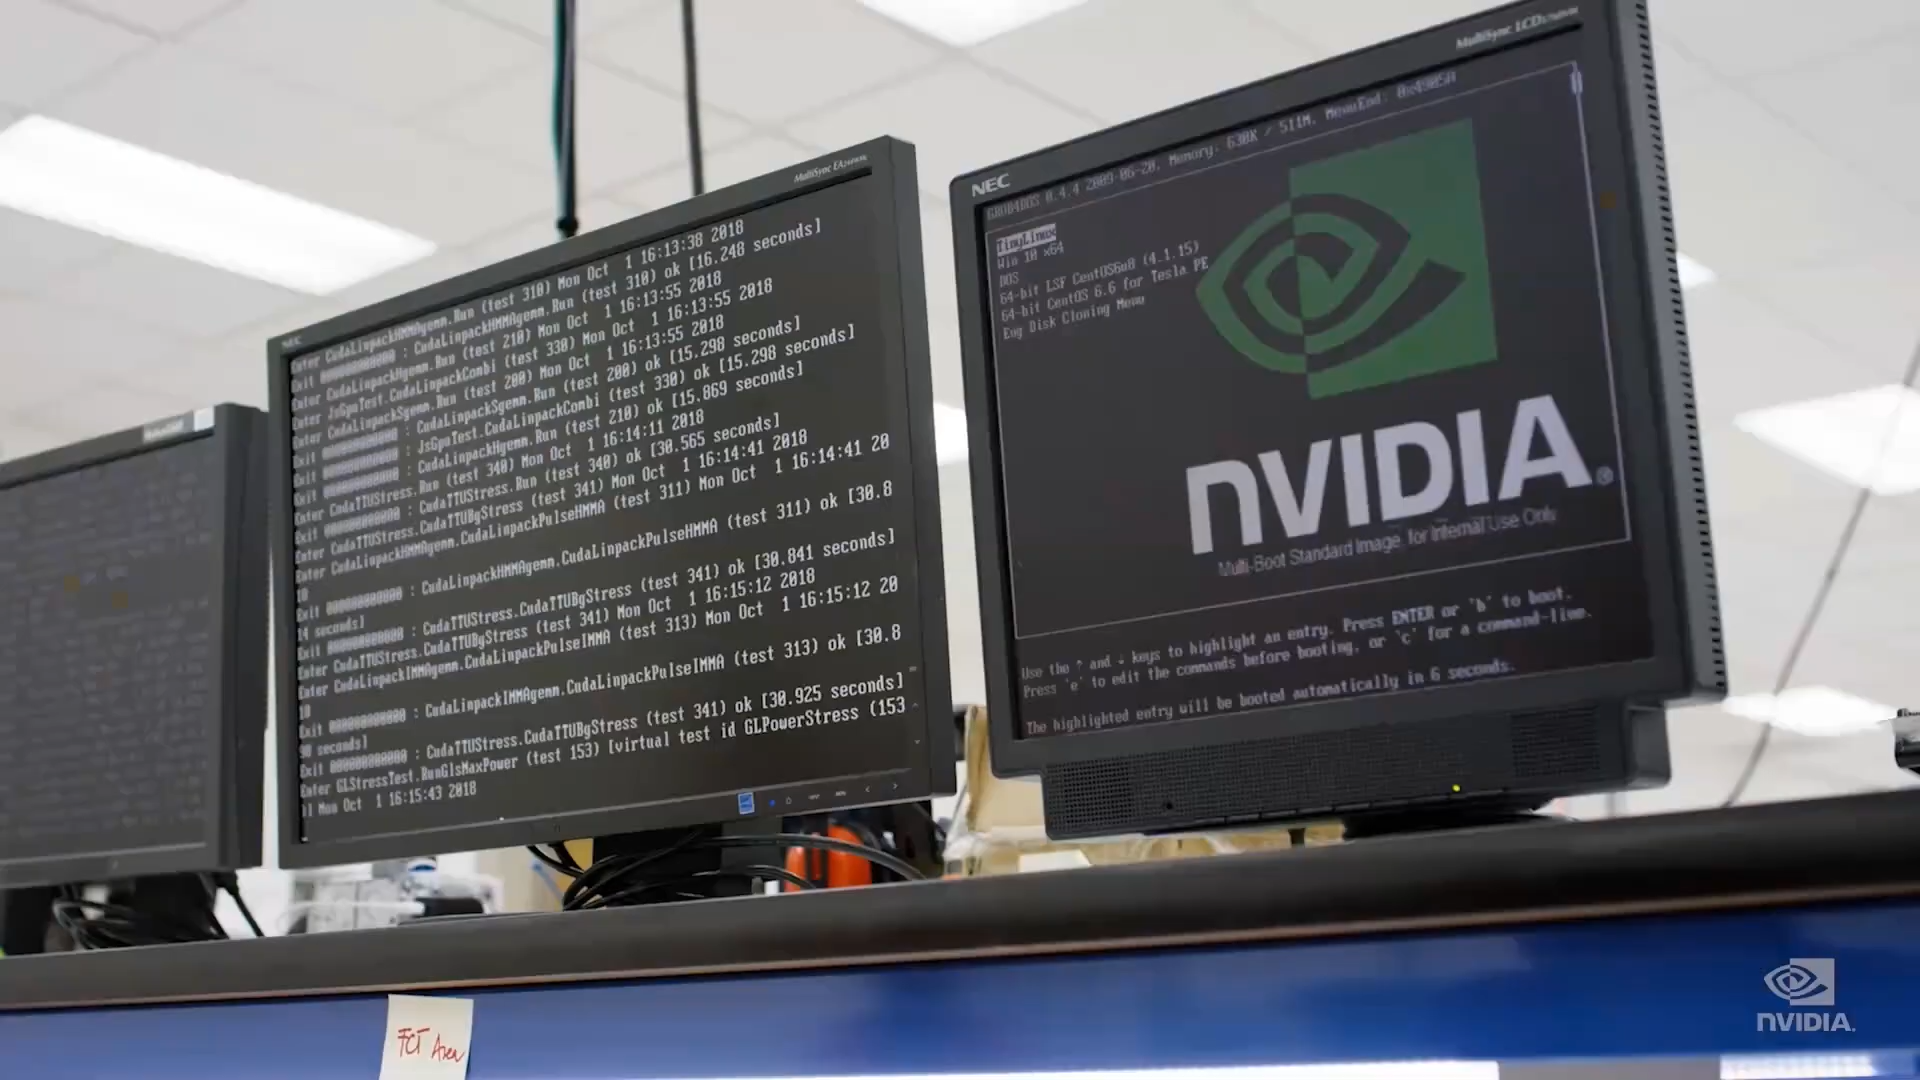 MultiSync EA
NEC
Enter CudaLinpackHMMAgemm.Run (test 310) Mon Oct 1 16:13:38 2018
Exit 000000000000 : CudaLinpackHMMAgemm.Run (test 310) ok [16.248 seconds]
Enter CudaLinpackHgemm.Run (test 210) Mon Oct 1 16:13:55 2018
Enter JsGpuTest.CudaLinpackCombi (test 330) Mon Oct 1 16:13:55 2018
Enter CudaLinpackSgemm.Run (test 200) Mon Oct 1 16:13:55 2018
Exit 000000000000 : CudaLinpackSgemm.Run (test 200) ok [15.298 seconds]
Exit 000000000000 : JsGpuTest.CudaLinpackCombi (test 330) ok [15.298 seconds]
Exit 000000000000 : CudaLinpackHgemm.Run (test 210) ok [15.869 seconds]
Enter CudaTTUStress.Run (test 340) Mon Oct 1 16:14:11 2018
Exit 000000000000 : CudaTTUStress.Run (test 340) ok [30.565 seconds]
Enter CudaTTUStress.CudaTTUBgStress (test 341) Mon Oct 1 16:14:41 2018
Enter CudaLinpackHMMAgemm.CudaLinpackPulseHMMA (test 311) Mon Oct 1 16:14:41 20
18
Exit 000000000000 : CudaLinpackHMMAgemm.CudaLinpackPulseHMMA (test 311) ok [30.8
14 seconds]
Exit 000000000000 : CudaTTUStress.CudaTTUBgStress (test 341) ok [30.841 seconds]
Enter CudaTTUStress.CudaTTUBgStress (test 341) Mon Oct 1 16:15:12 2018
Enter CudaLinpackIMMAgemm.CudaLinpackPulseIMMA (test 313) Mon Oct 1 16:15:12 20
18
Exit 000000000000 : CudaLinpackIMMAgemm.CudaLinpackPulseIMMA (test 313) ok [30.8
90 seconds]
Exit 000000000000 : CudaTTUStress.CudaTTUBgStress (test 341) ok [30.925 seconds]
Enter GLStressTest.RunGlsMaxPower (test 153) [virtual test id GLPowerStress (153
)] Mon Oct 1 16:15:43 2018
MultiSync LCD
NEC
GRUB4DOS 0.4.4 2009-06-20, Memory: 630K / 511M, MenuEnd: 0x4905A
TinyLinux
Win 10 x64
DOS
64-bit LSF CentOS6u8 (4.1.15)
64-bit CentOS 6.6 for Tesla PE
Eng Disk Cloning Menu
NVIDIA®
Multi-Boot Standard Image, for Internal Use Only
Use the ↑ and ↓ keys to highlight an entry. Press ENTER or 'b' to boot.
Press 'e' to edit the commands before booting, or 'c' for a command-line.
The highlighted entry will be booted automatically in 6 seconds.
FCT Area
NVIDIA.